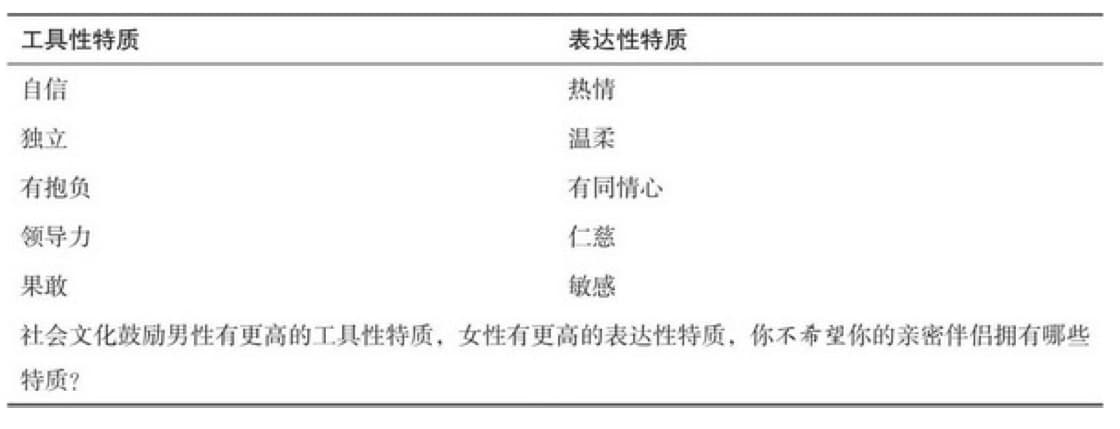 工具性特质 表达性特质
自信 热情
独立 温柔
有抱负 有同情心
领导力 仁慈
果敢 敏感
社会文化鼓励男性有更高的工具性特质，女性有更高的表达性特质，你不希望你的亲密伴侣拥有哪些
特质？